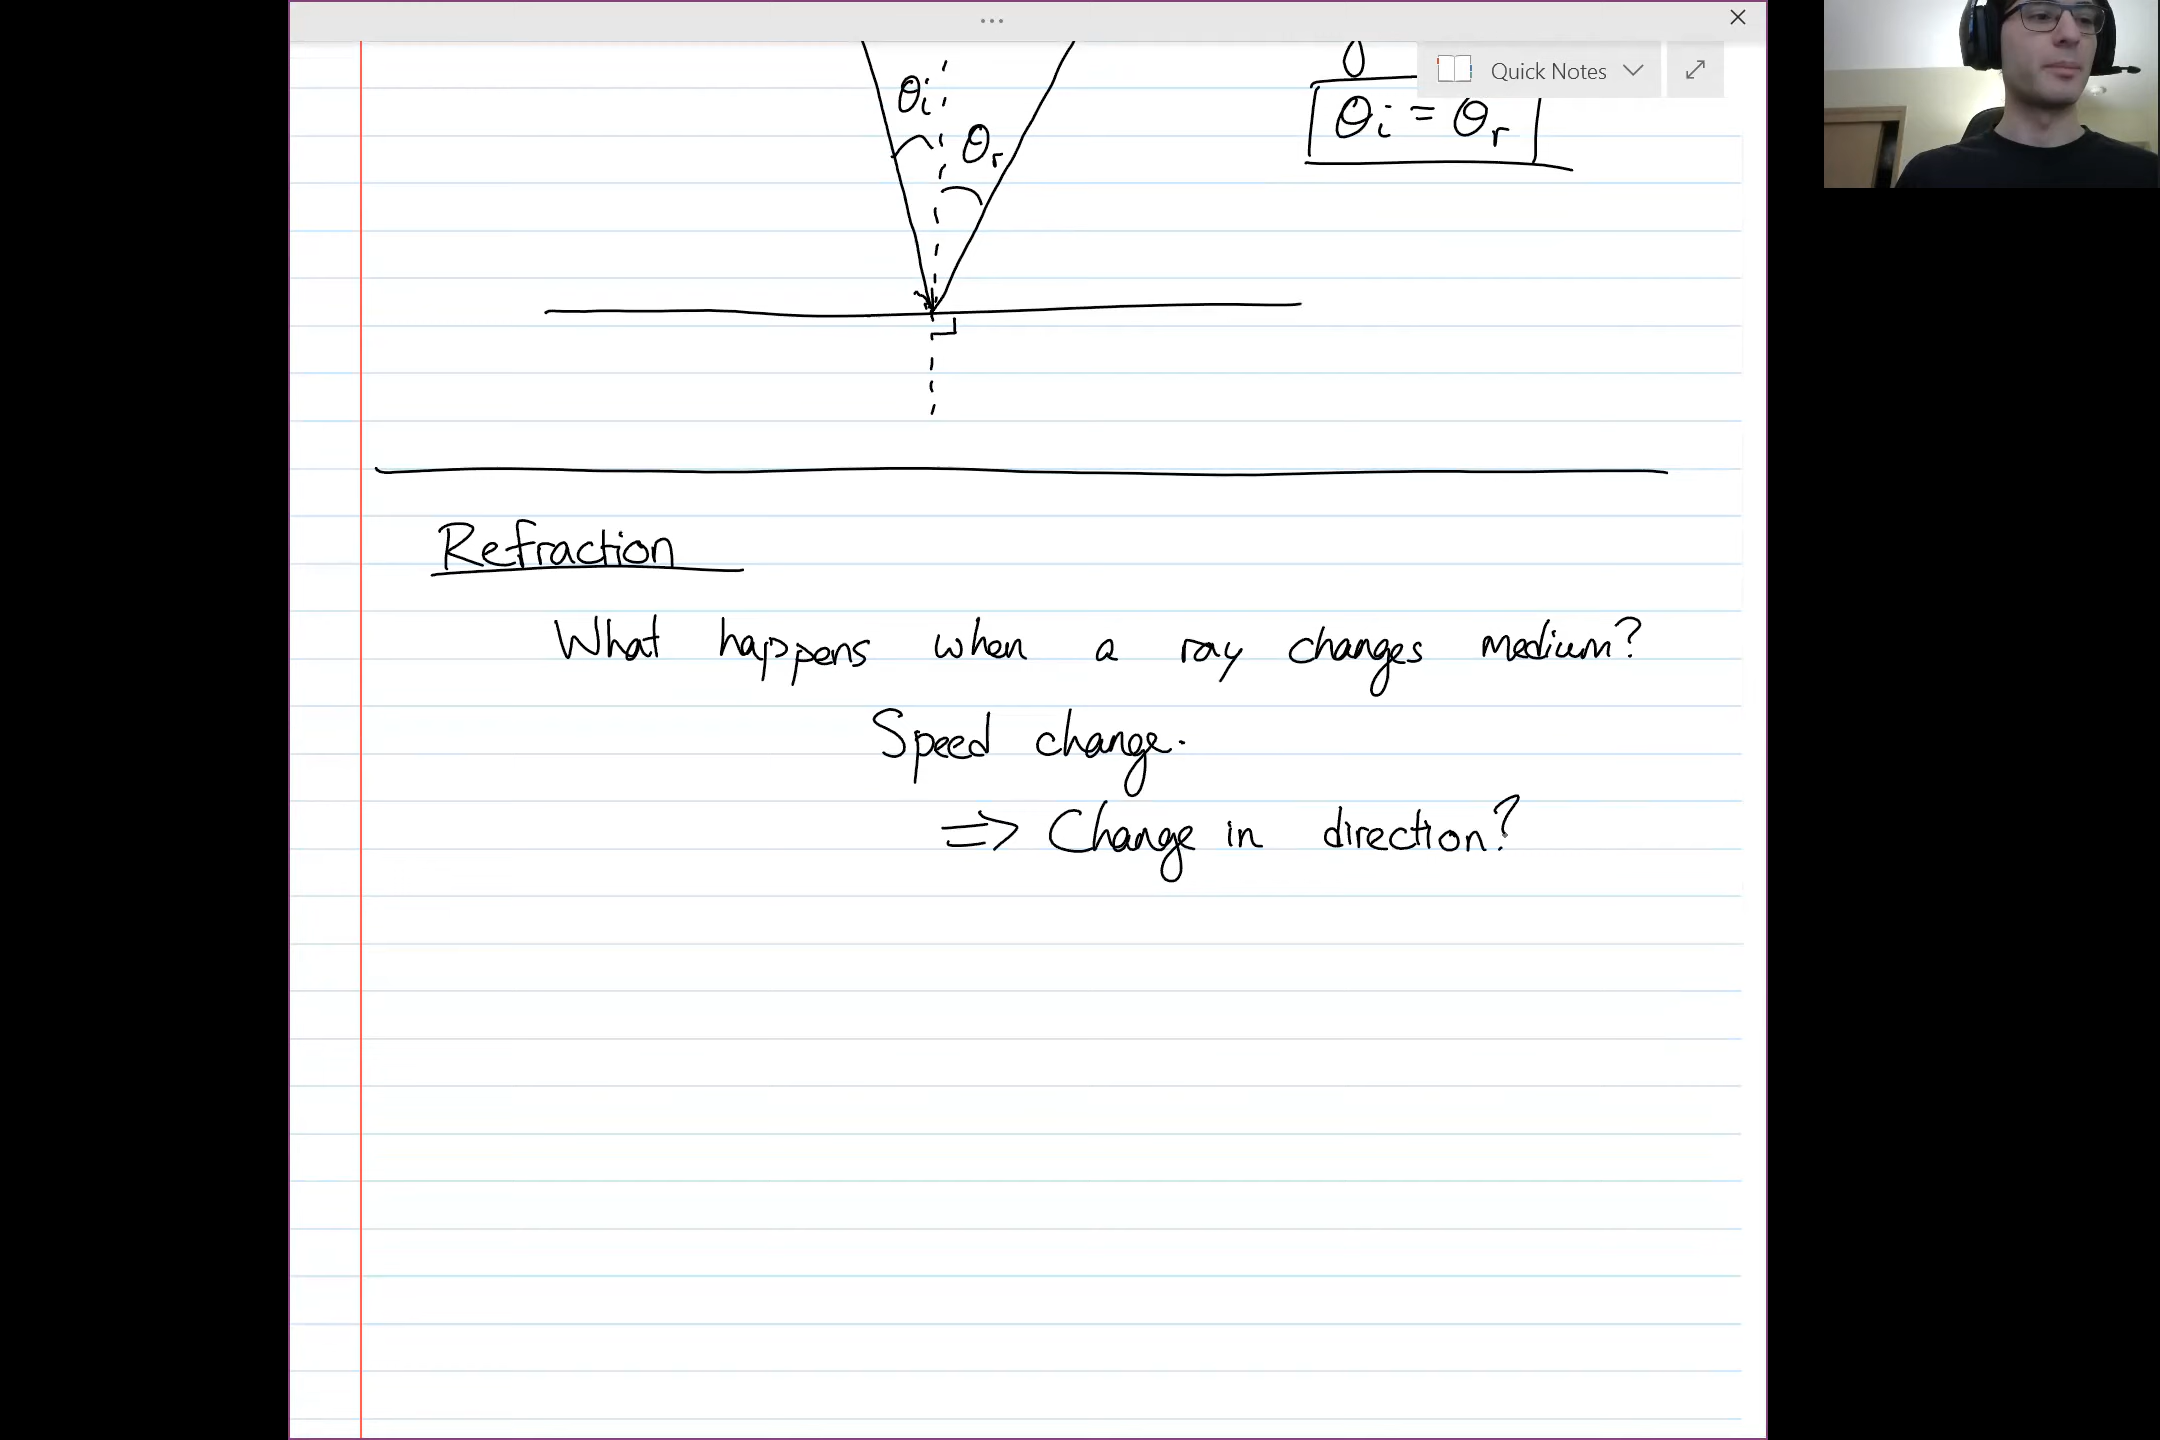 Quick Notes
θi
θr
θi = θr
Refraction
What happens when a ray changes medium?
Speed change.
=> Change in direction?